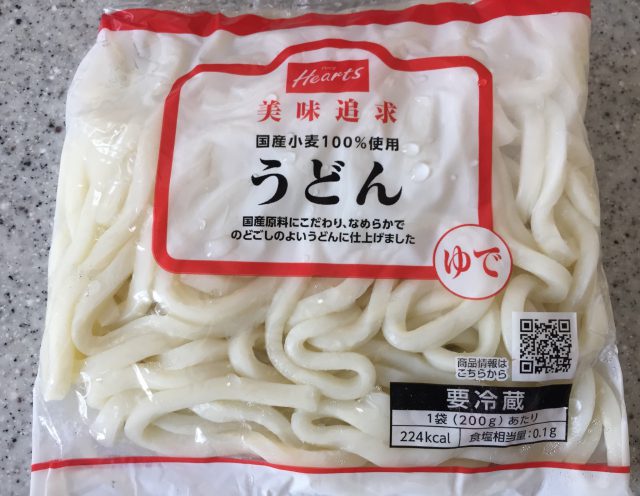 Hearts
美味追求
国産小麦100%使用
うどん
国産原料にこだわり、なめらかで
のどごしのよいうどんに仕上げました
ゆで
商品情報は
こちらから
要冷蔵
1袋(200g)あたり
224kcal 食塩相当量:0.1g